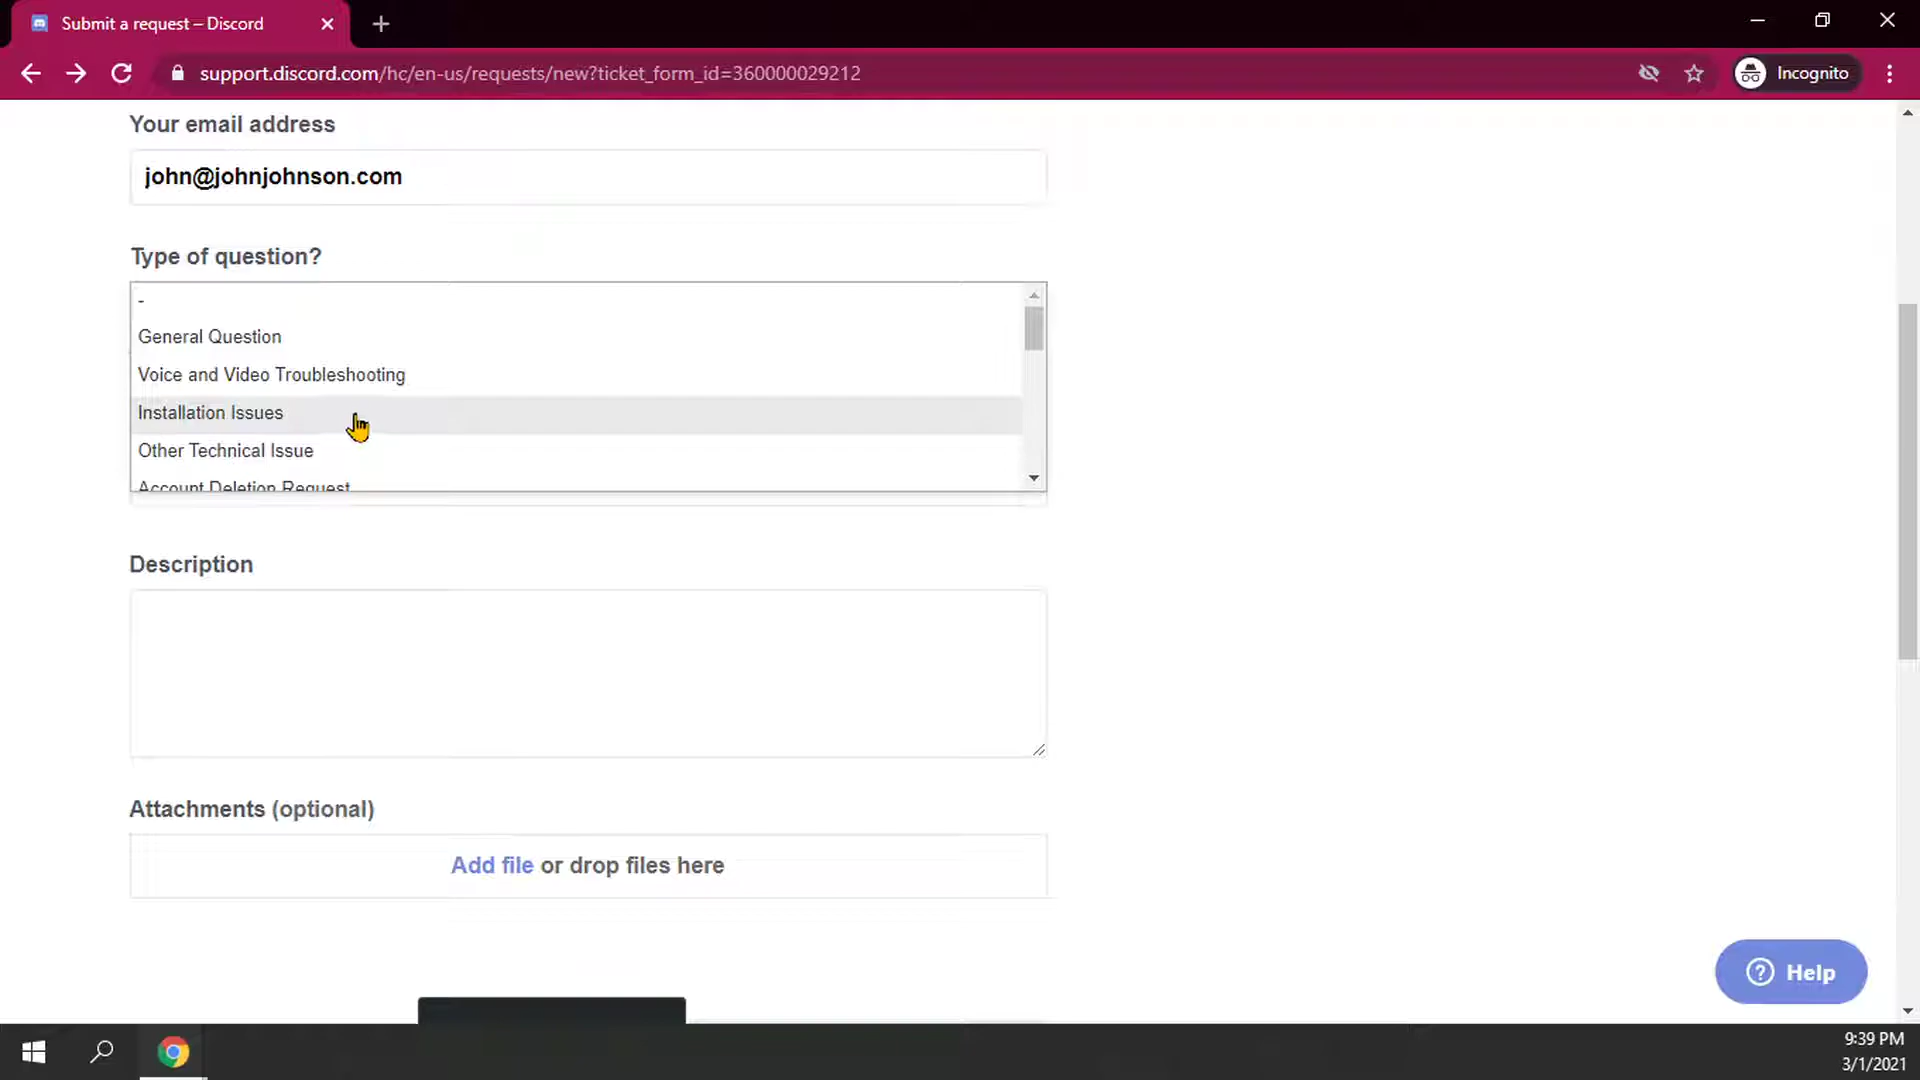 Submit a request – Discord
support.discord.com/hc/en-us/requests/new?ticket_form_id=360000029212
Incognito
Your email address
john@johnjohnson.com
Type of question?
-
General Question
Voice and Video Troubleshooting
Installation Issues
Other Technical Issue
Account Deletion Request
Description
Attachments (optional)
Add file or drop files here
Help
9:39 PM
3/1/2021